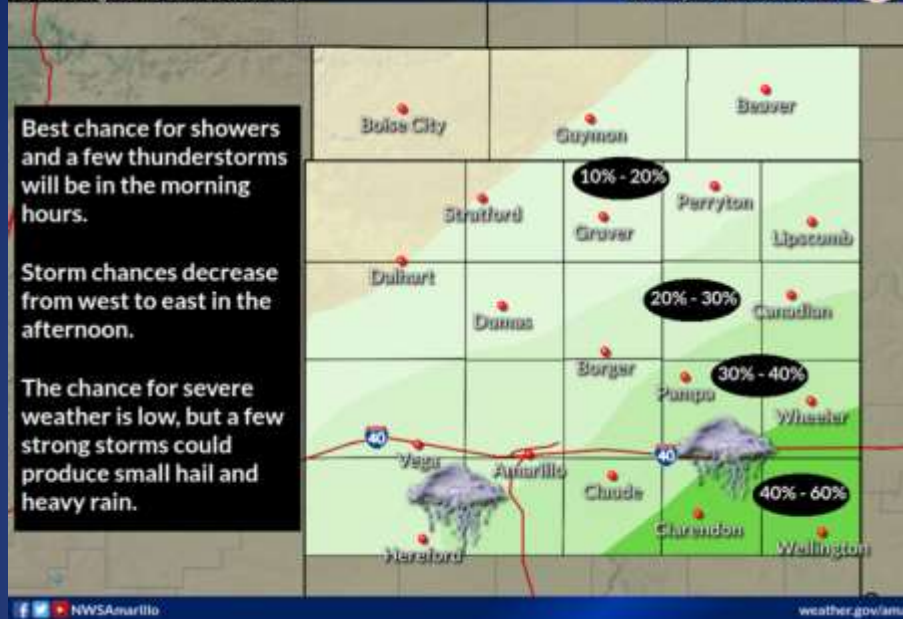 Best chance for showers
and a few thunderstorms
will be in the morning
hours.
Storm chances decrease
from west to east in the
afternoon.
The chance for severe
weather is low, but a few
strong storms could
produce small hail and
heavy rain.
Boise City
Guymon
Beaver
10% - 20%
Stratford
Gruver
Perryton
Lipscomb
Dalhart
Dumas
20% - 30%
Canadian
Borger
Pampa
30% - 40%
Wheeler
40
Vega
Amarillo
40
Claude
40% - 60%
Clarendon
Hereford
Wellington
NWSAmarillo
weather.gov/ama